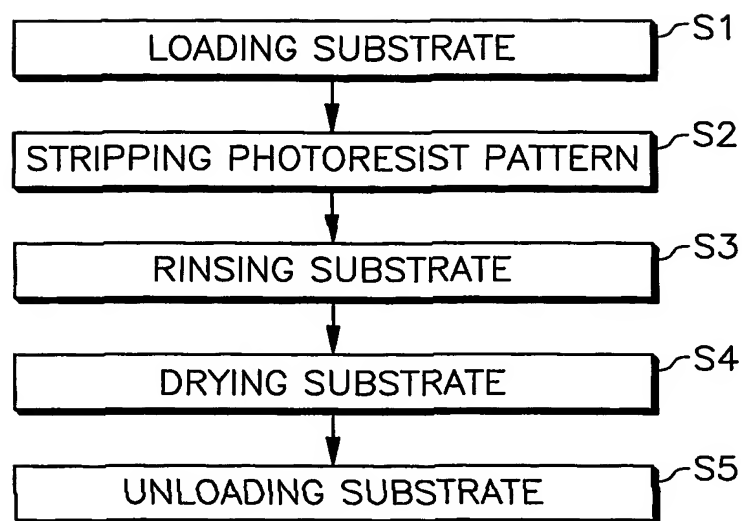 LOADING SUBSTRATE S1
STRIPPING PHOTORESIST PATTERN S2
RINSING SUBSTRATE S3
DRYING SUBSTRATE S4
UNLOADING SUBSTRATE S5